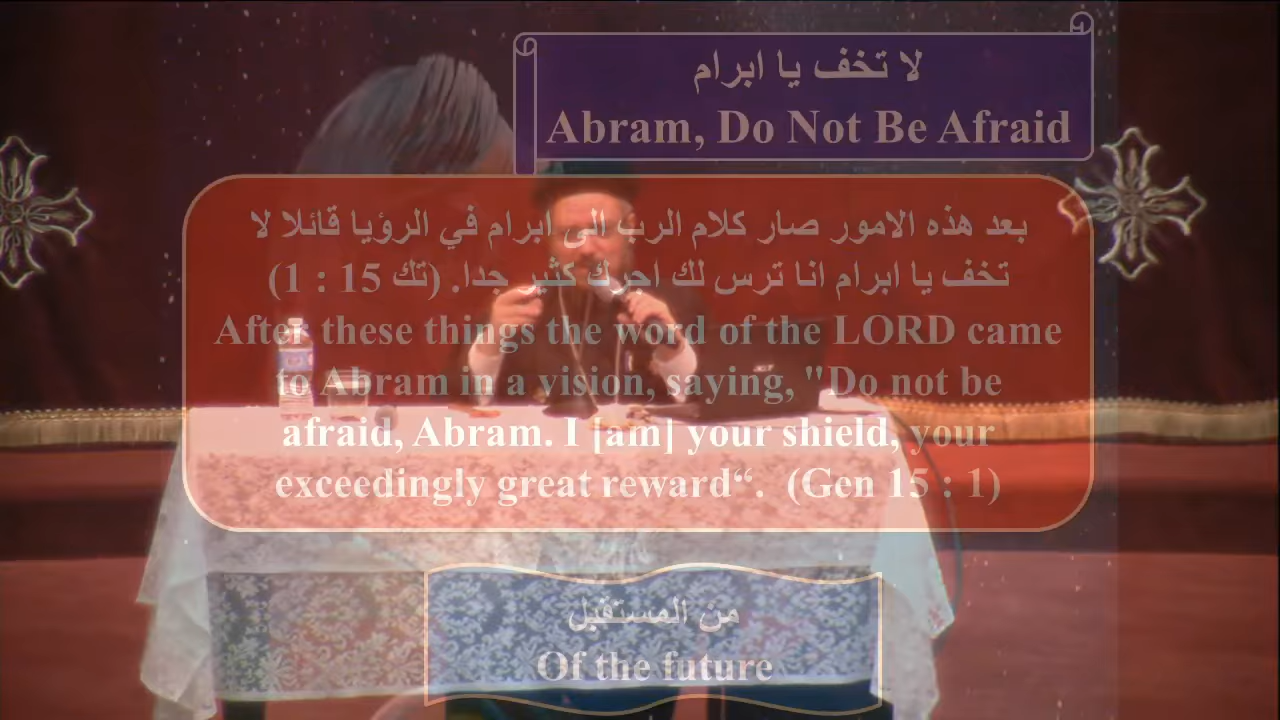 لا تخف يا ابرام
Abram, Do Not Be Afraid
بعد هذه الامور صار كلام الرب الى ابرام في الرؤيا قائلا لا
تخف يا ابرام انا ترس لك اجرك كثير جدا. (تك 15 : 1)
After these things the word of the LORD came
to Abram in a vision, saying, "Do not be
afraid, Abram. I [am] your shield, your
exceedingly great reward“. (Gen 15 : 1)
من المستقبل
Of the future